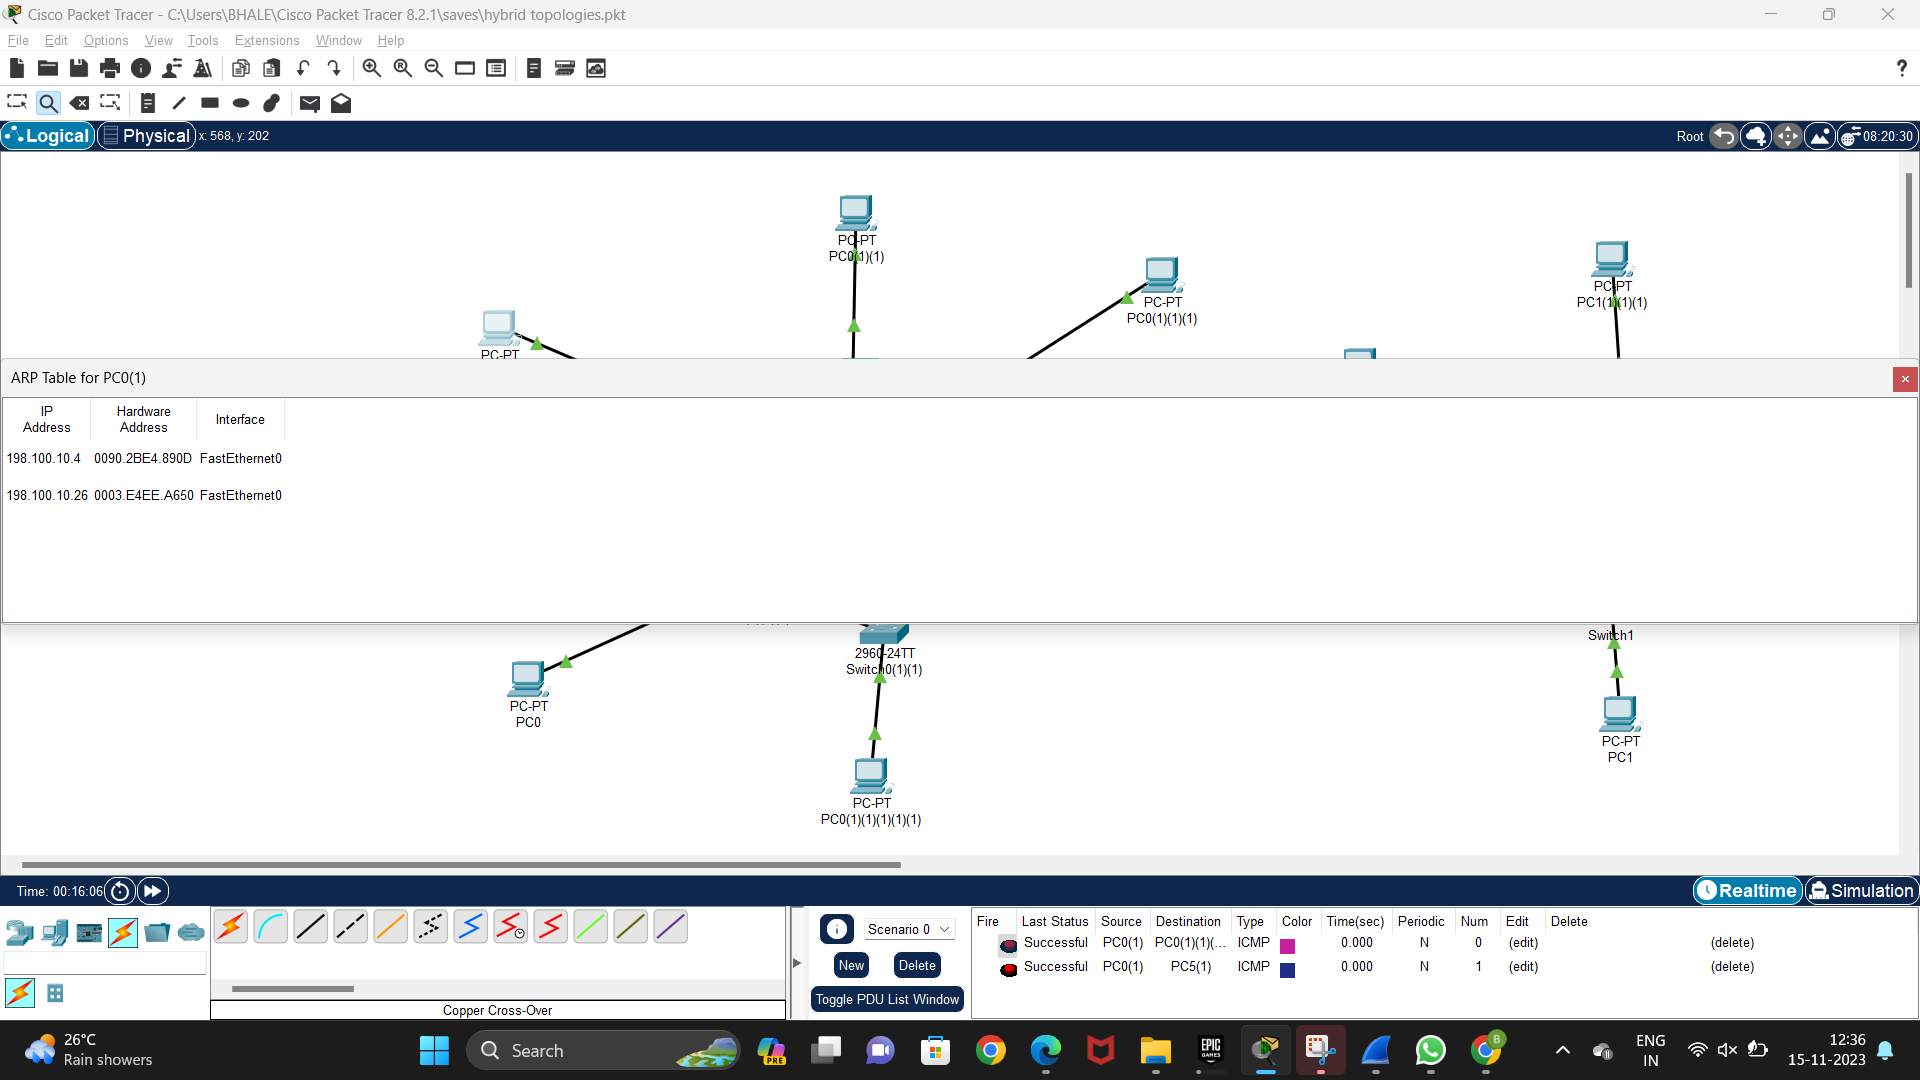 Cisco Packet Tracer - C:\Users\BHALE\Cisco Packet Tracer 8.2.1\saves\hybrid topologies.pkt
File Edit Options View Tools Extensions Window Help
Logical Physical x: 568, y: 202 Root 08:20:30
PC-PT
PC0(1)(1)
PC-PT
PC0(1)(1)(1)
PC-PT
PC1(1)(1)(1)
PC-PT
ARP Table for PC0(1)
IP Address Hardware Address Interface
198.100.10.4 0090.2BE4.890D FastEthernet0
198.100.10.26 0003.E4EE.A650 FastEthernet0
Switch1
2960-24TT
Switch0(1)(1)
PC-PT
PC0
PC-PT
PC1
PC-PT
PC0(1)(1)(1)(1)(1)
Time: 00:16:06 Realtime Simulation
Scenario 0
New Delete
Toggle PDU List Window
Copper Cross-Over
Fire Last Status Source Destination Type Color Time(sec) Periodic Num Edit Delete
Successful PC0(1) PC0(1)(1)(... ICMP 0.000 N 0 (edit) (delete)
Successful PC0(1) PC5(1) ICMP 0.000 N 1 (edit) (delete)
26°C
Rain showers
Search
PRE
EPIC
GAMES
B
ENG
IN
12:36
15-11-2023